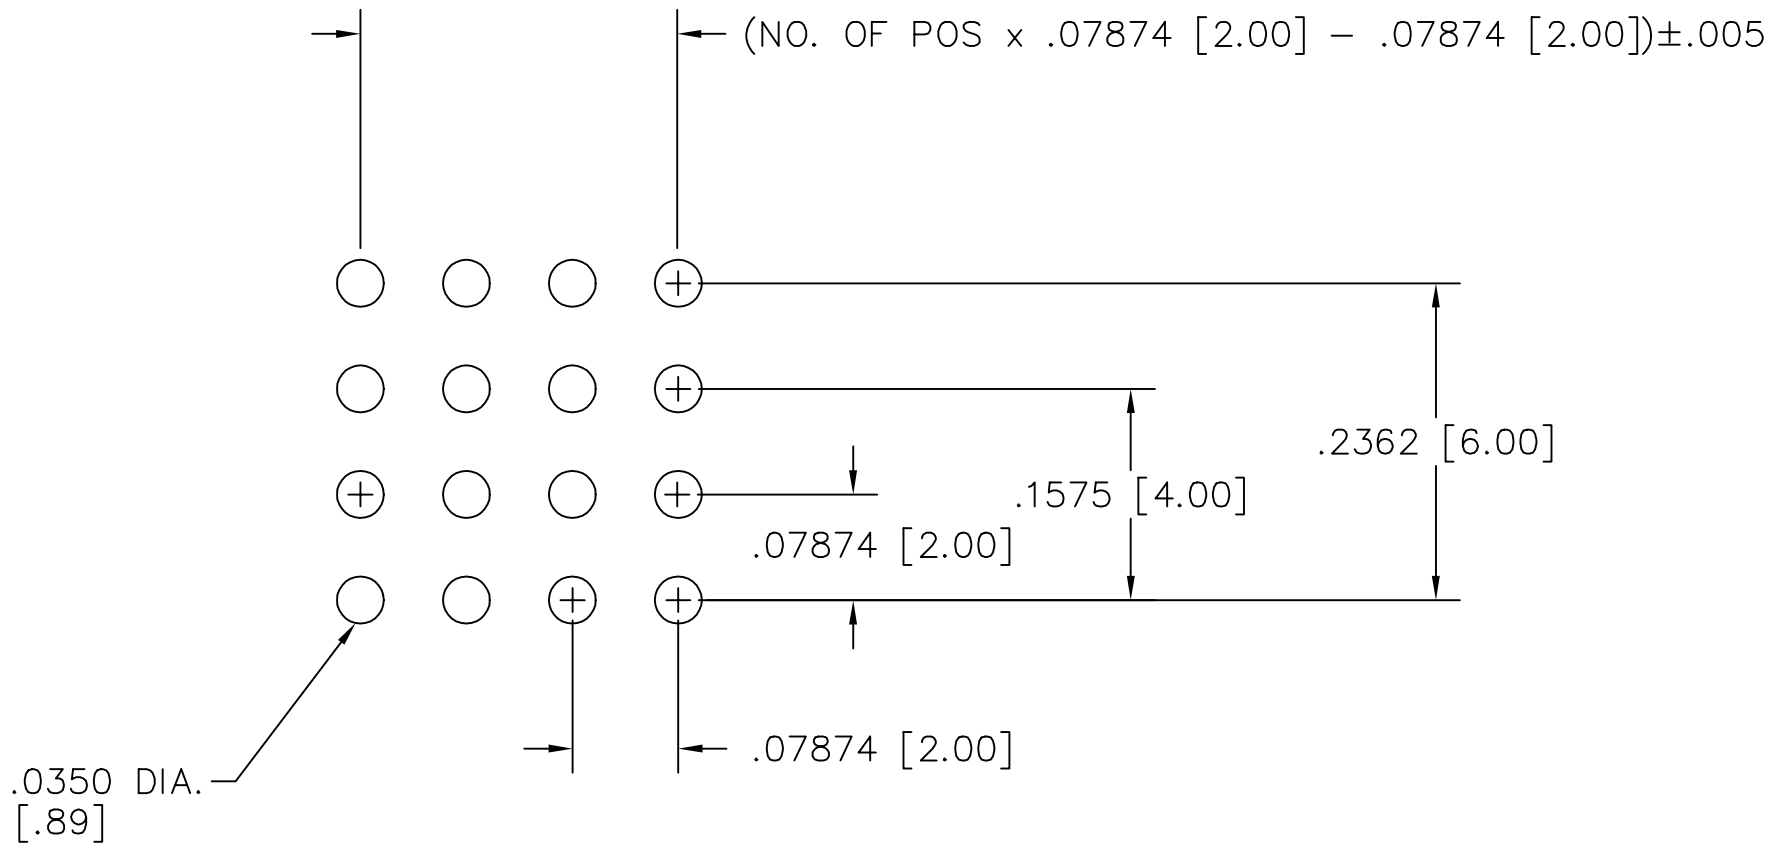 (NO. OF POS x .07874 [2.00] - .07874 [2.00])±.005
.2362 [6.00]
.1575 [4.00]
.07874 [2.00]
.07874 [2.00]
.0350 DIA.
[.89]